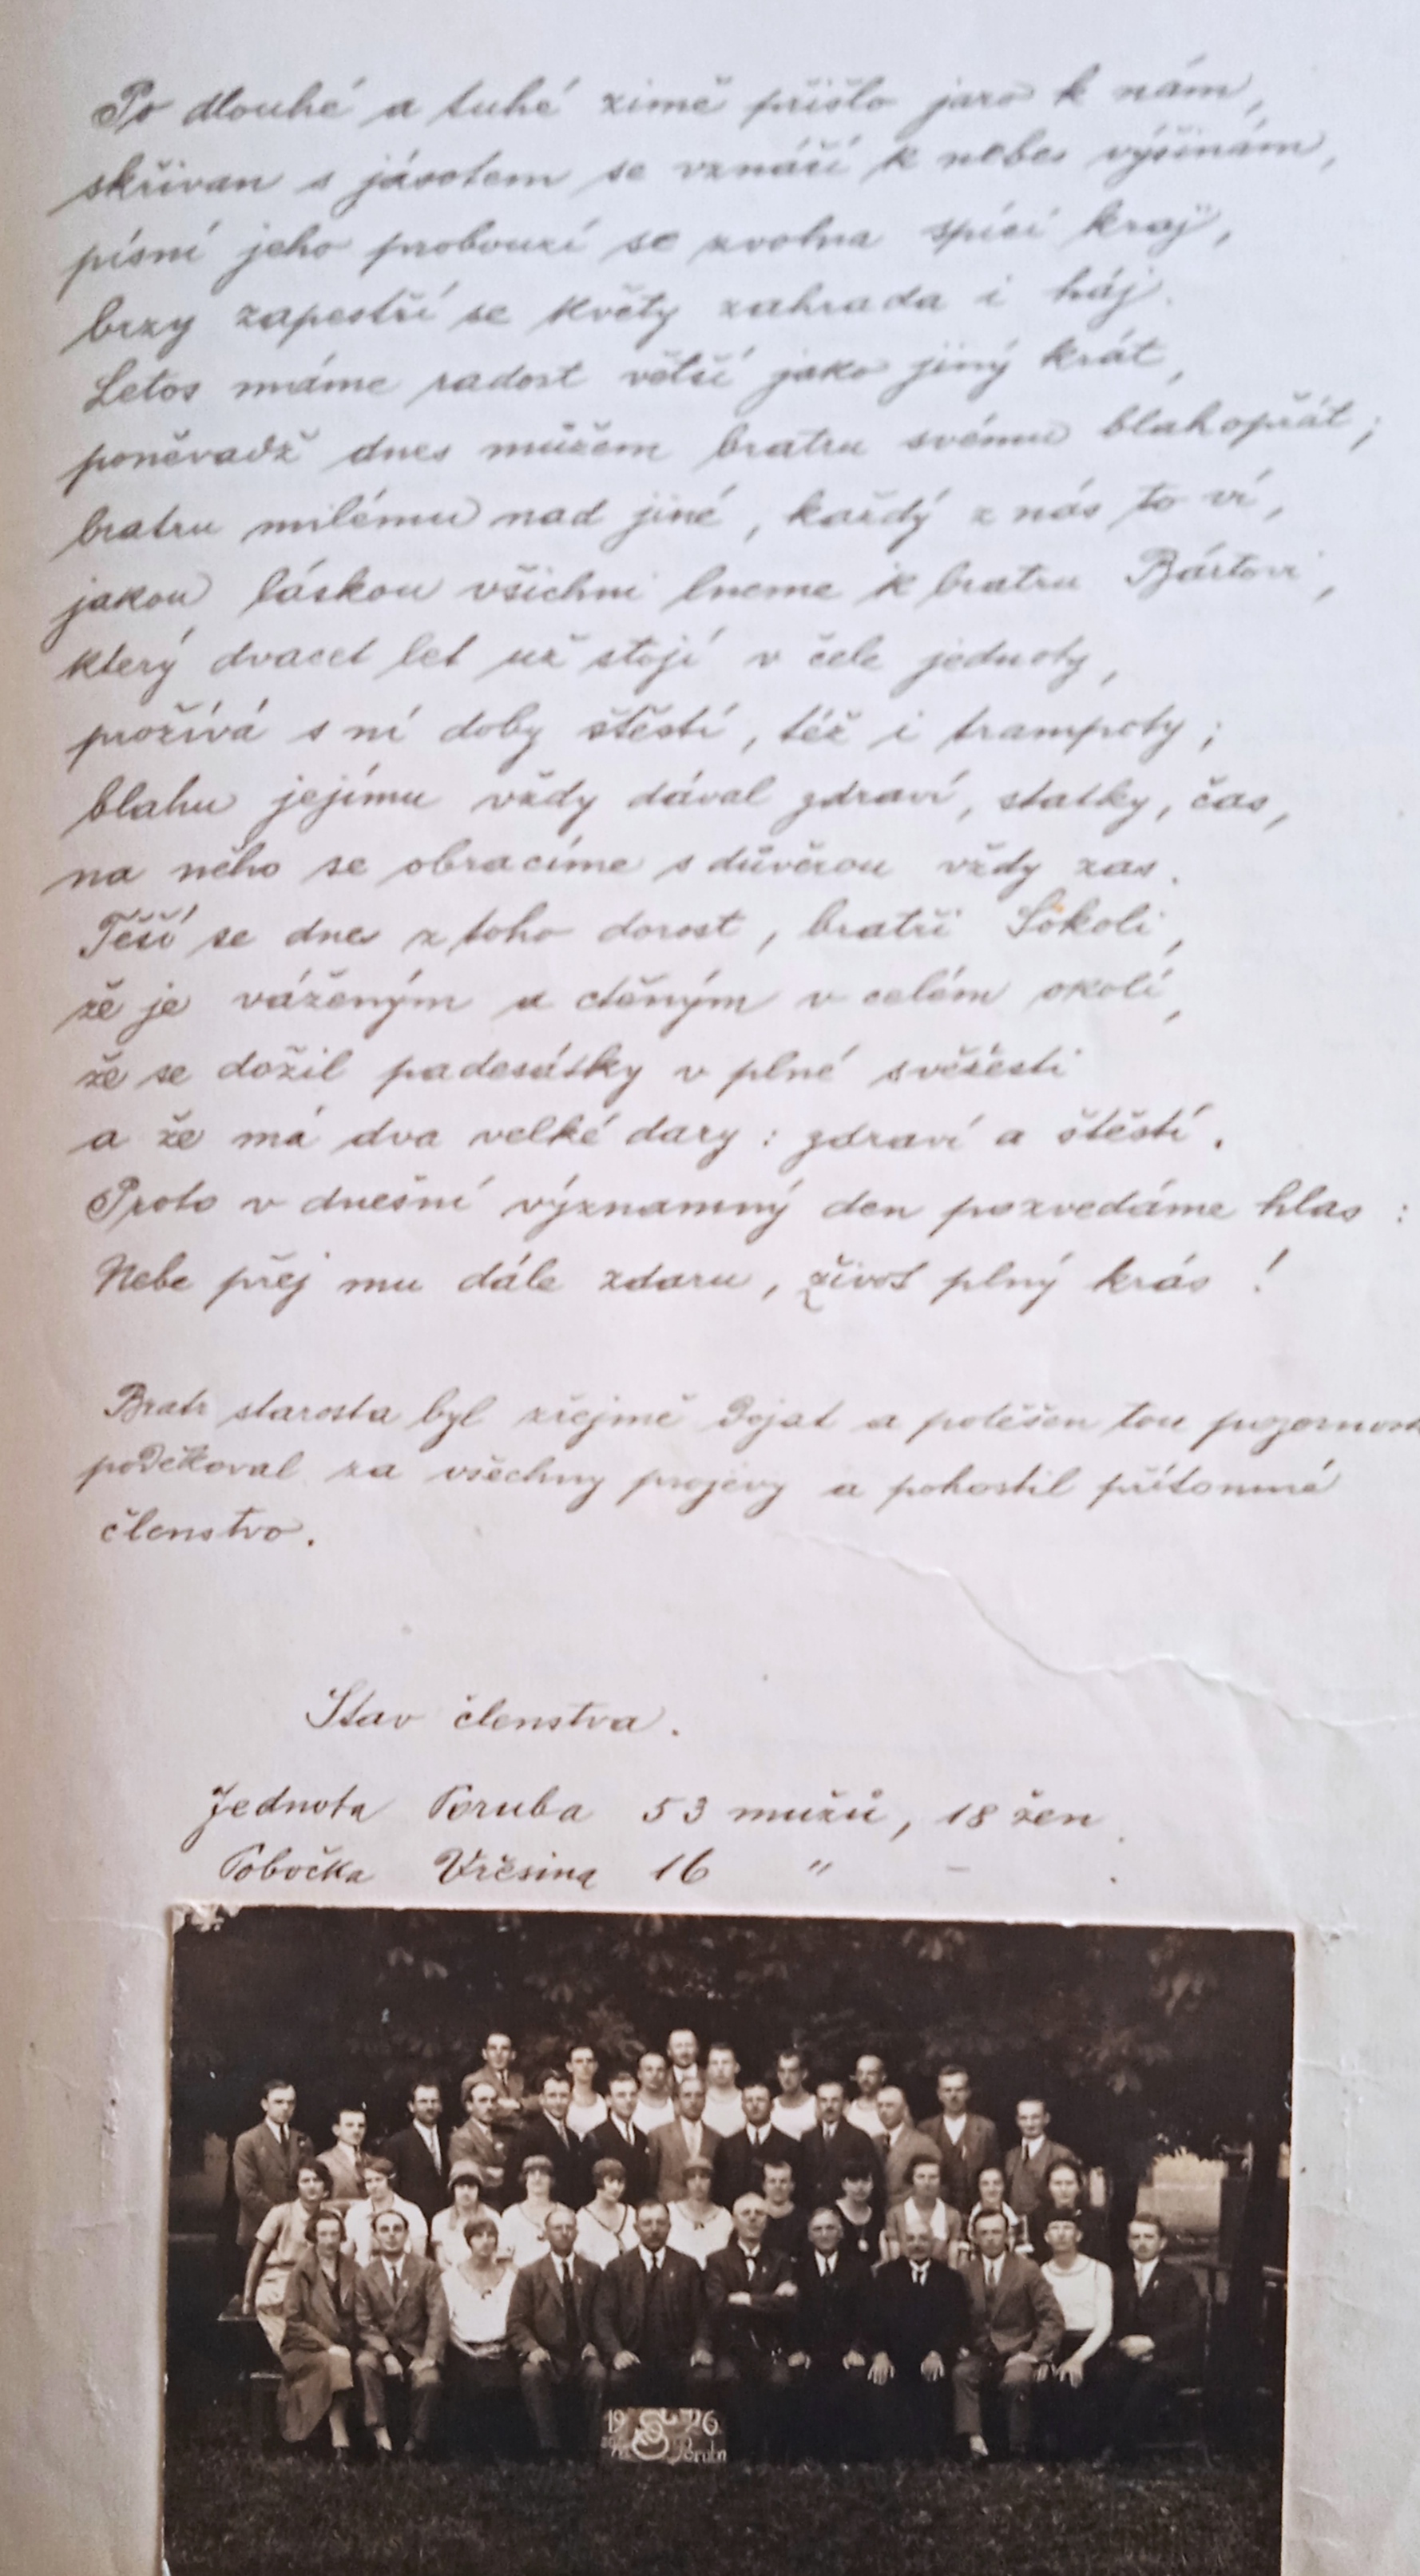 Po dlouhé a tuhé zimě přišlo jaro k nám,
skřivan s jásotem se vznáší k nebes výšinám,
písní jeho probouzí se zvolna spící kraj,
brzy zapestří se květy zahrada i háj.
Letos máme radost větší jako jiný krát,
poněvadž dnes můžem bratru svému blahopřát;
bratru milému nad jiné, každý z nás to ví,
jakou láskou všichni lneme k bratru Bártovi,
který dvacet let už stojí v čele jednoty,
prožívá s ní doby štěstí, též i trampoty;
blahu jejímu vždy dával zdraví, statky, čas,
na něho se obracíme s důvěrou vždy zas.
Těší se dnes z toho dorost, bratři Sokoli,
že je váženým a ctěným v celém okolí,
že se dožil padesátky v plné svěžesti
a že má dva velké dary: zdraví a štěstí.
Proto v dnešní významný den pozvedáme hlas:
Nebe přej mu dále zdaru, život plný krás!
Bratr starosta byl zřejmě dojat a potěšen tou
poděkoval za všechny projevy a pohostil přítomné
členstvo.
Stav členstva.
Jednota Poruba 53 mužů, 18 žen.
Pobočka Vřesina 16 " - .
19 26
Poruba